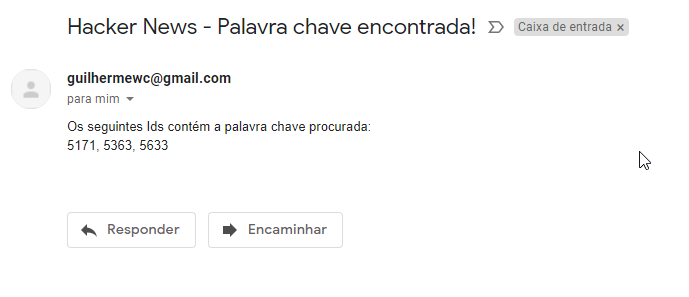 Hacker News - Palavra chave encontrada! Caixa de entrada ×
guilhermewc@gmail.com
para mim
Os seguintes Ids contém a palavra chave procurada:
5171, 5363, 5633
Responder Encaminhar